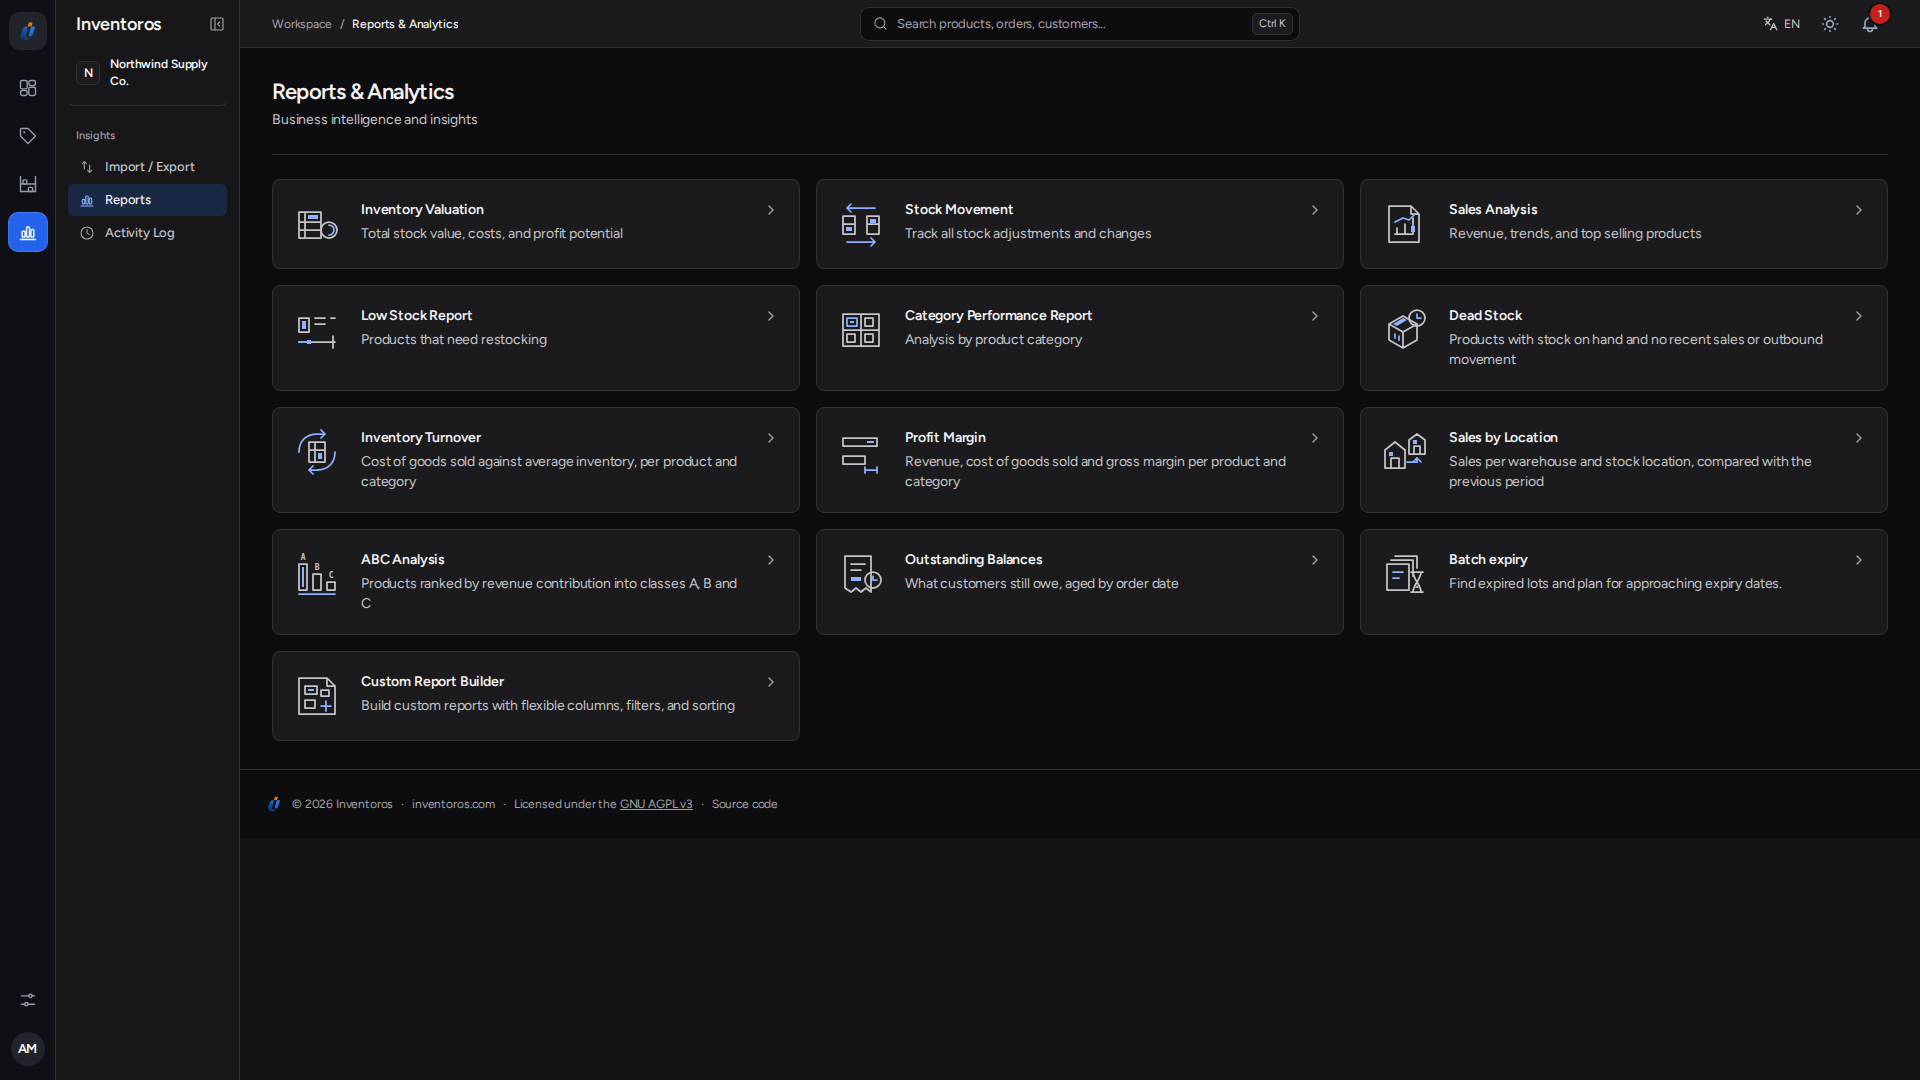 Inventoros
Northwind Supply
Co.
N
Insights
Import / Export
Reports
Activity Log
AM
Workspace / Reports & Analytics
Search products, orders, customers...
Ctrl K
EN
1
Reports & Analytics
Business intelligence and insights
Inventory Valuation
Total stock value, costs, and profit potential
Stock Movement
Track all stock adjustments and changes
Sales Analysis
Revenue, trends, and top selling products
Low Stock Report
Products that need restocking
Category Performance Report
Analysis by product category
Dead Stock
Products with stock on hand and no recent sales or outbound
movement
Inventory Turnover
Cost of goods sold against average inventory, per product and
category
Profit Margin
Revenue, cost of goods sold and gross margin per product and
category
Sales by Location
Sales per warehouse and stock location, compared with the
previous period
A
B
C
ABC Analysis
Products ranked by revenue contribution into classes A, B and
C
Outstanding Balances
What customers still owe, aged by order date
Batch expiry
Find expired lots and plan for approaching expiry dates.
Custom Report Builder
Build custom reports with flexible columns, filters, and sorting
© 2026 Inventoros · inventoros.com · Licensed under the GNU AGPL v3 · Source code